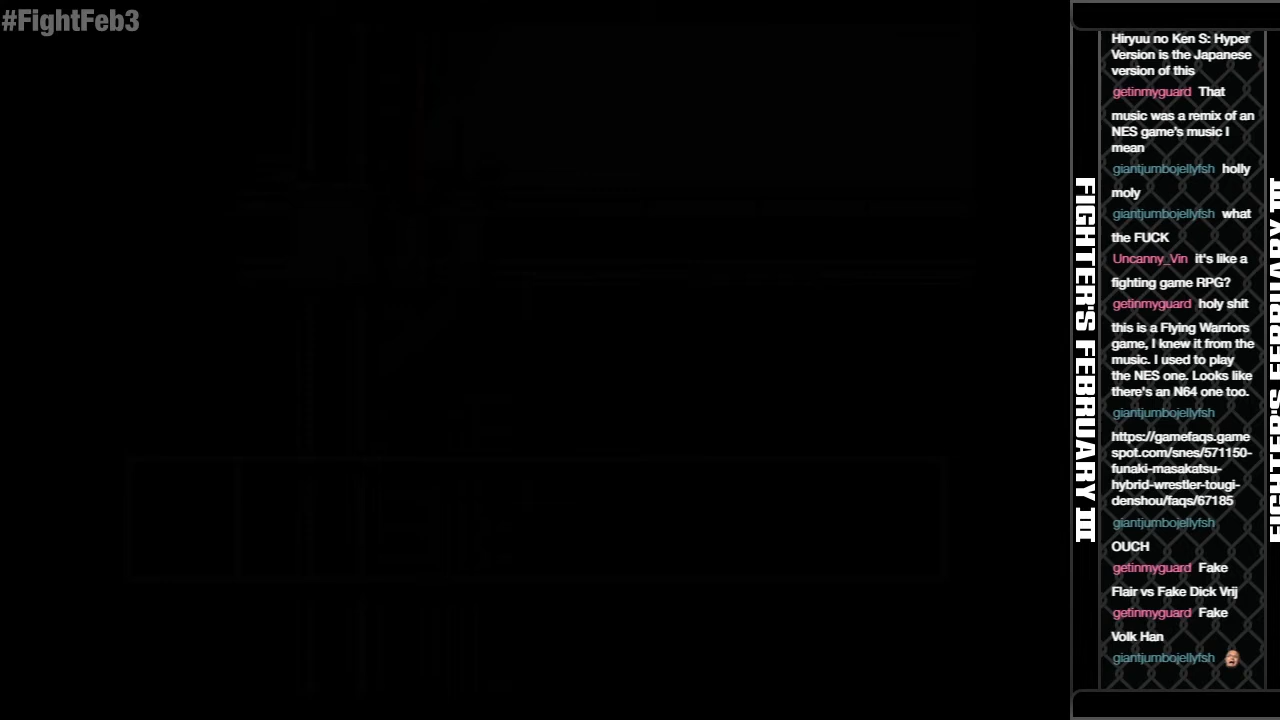 #FightFeb3
Hiryuu no Ken S: Hyper
Version is the Japanese
version of this
getinmyguard That
music was a remix of an
NES game's music I
mean
giantjumbojellyfsh holly
moly
giantjumbojellyfsh what
the FUCK
Uncanny_Vin it's like a
fighting game RPG?
getinmyguard holy shit
this is a Flying Warriors
game, I knew it from the
music. I used to play
the NES one. Looks like
there's an N64 one too.
giantjumbojellyfsh
https://gamefaqs.game
spot.com/snes/571150-
funaki-masakatsu-
hybrid-wrestler-tougi-
denshou/faqs/67185
giantjumbojellyfsh
OUCH
getinmyguard Fake
Flair vs Fake Dick Vrij
getinmyguard Fake
Volk Han
giantjumbojellyfsh
FIGHTER'S FEBRUARY III
FIGHTER'S FEBRUARY III